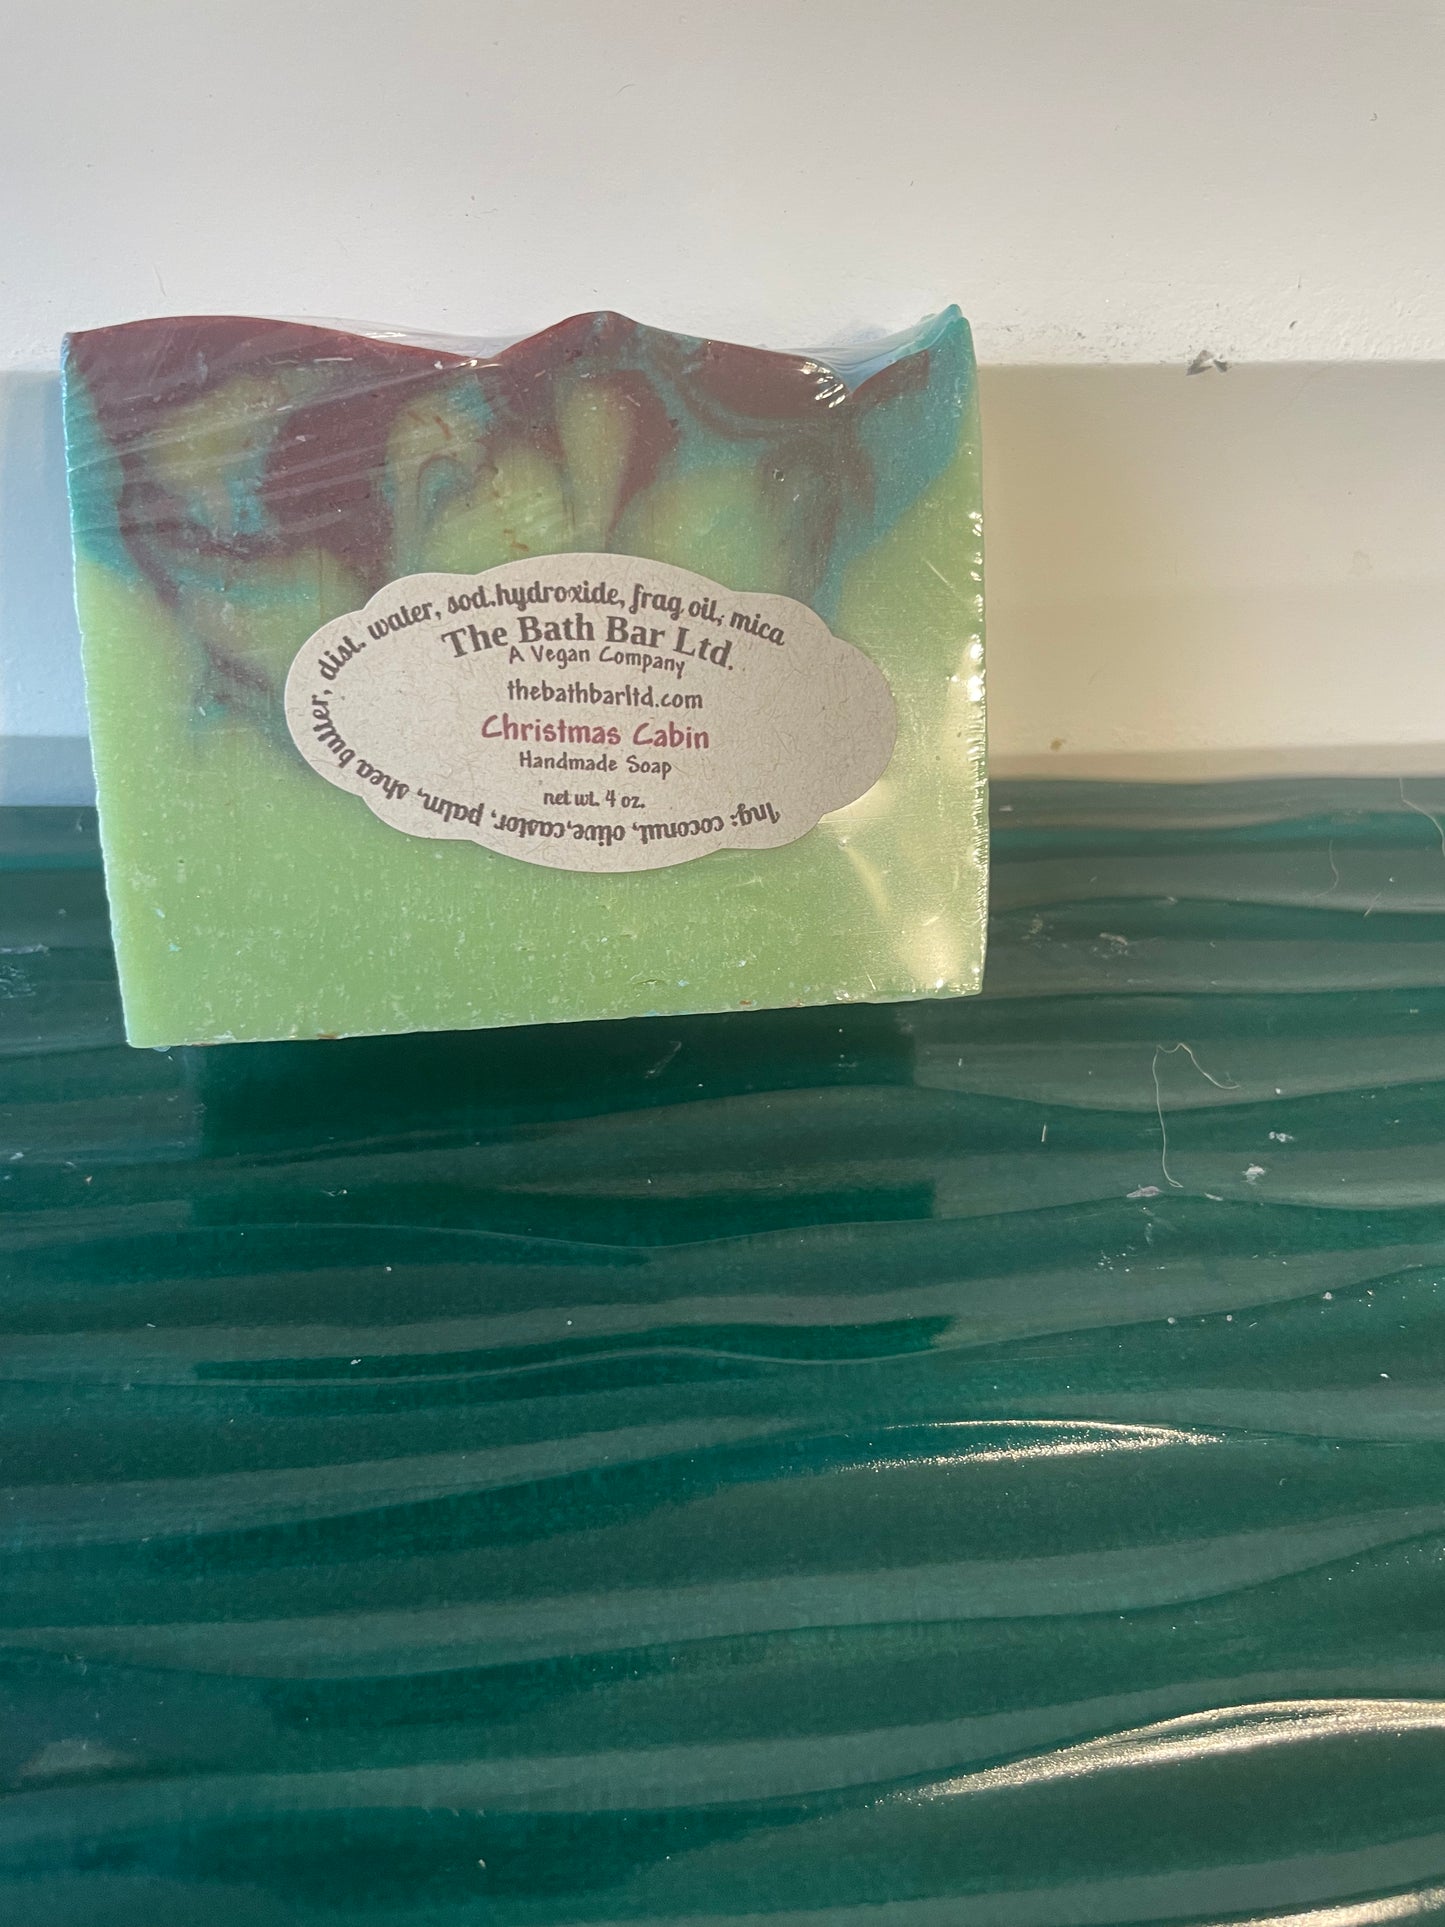 Ing: coconut, olive,castor, palm, shea butter, dist. water, sod.hydroxide, frag oil, mica
The Bath Bar Ltd.
A Vegan Company
thebathbarltd.com
Christmas Cabin
Handmade Soap
net wt. 4 oz.